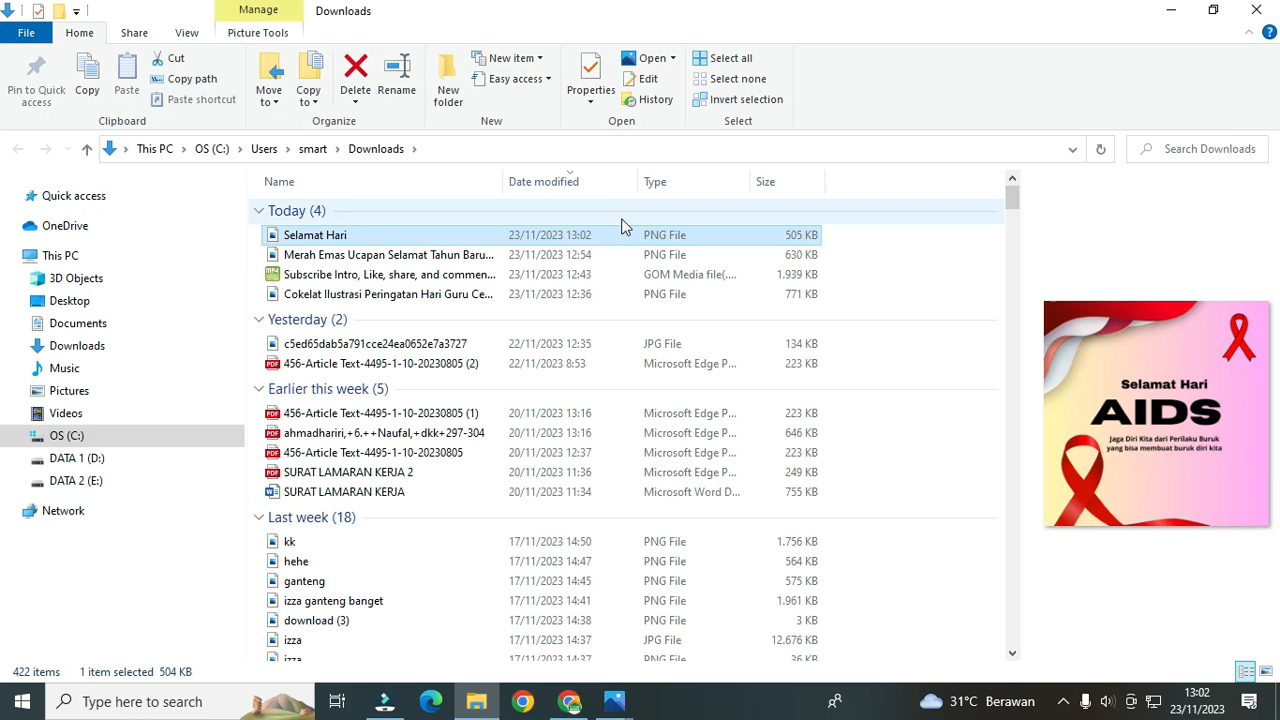 Manage
Downloads
File
Home
Share
View
Picture Tools
Pin to Quick access
Copy
Paste
Cut
Copy path
Paste shortcut
Clipboard
Move to
Copy to
Delete
Rename
Organize
New folder
New item
Easy access
New
Properties
Open
Edit
History
Open
Select all
Select none
Invert selection
Select
This PC
OS (C:)
Users
smart
Downloads
Search Downloads
Name
Date modified
Type
Size
Quick access
OneDrive
This PC
3D Objects
Desktop
Documents
Downloads
Music
Pictures
Videos
OS (C:)
DATA 1 (D:)
DATA 2 (E:)
Network
Today (4)
Selamat Hari 23/11/2023 13:02 PNG File 505 KB
Merah Emas Ucapan Selamat Tahun Baru... 23/11/2023 12:54 PNG File 630 KB
Subscribe Intro, Like, share, and commen... 23/11/2023 12:43 GOM Media file(.... 1.939 KB
Cokelat Ilustrasi Peringatan Hari Guru Ce... 23/11/2023 12:36 PNG File 771 KB
Yesterday (2)
c5ed65dab5a791cce24ea0652e7a3727 22/11/2023 12:35 JPG File 134 KB
456-Article Text-4495-1-10-20230805 (2) 22/11/2023 8:53 Microsoft Edge P... 223 KB
Earlier this week (5)
456-Article Text-4495-1-10-20230805 (1) 20/11/2023 13:16 Microsoft Edge P... 223 KB
ahmadhariri,+6.++Naufal,+dkk+297-304 20/11/2023 13:16 Microsoft Edge P... 646 KB
456-Article Text-4495-1-10-20230805 20/11/2023 12:37 Microsoft Edge P... 223 KB
SURAT LAMARAN KERJA 2 20/11/2023 11:36 Microsoft Edge P... 249 KB
SURAT LAMARAN KERJA 20/11/2023 11:34 Microsoft Word D... 755 KB
Last week (18)
kk 17/11/2023 14:50 PNG File 1.756 KB
hehe 17/11/2023 14:47 PNG File 564 KB
ganteng 17/11/2023 14:45 PNG File 575 KB
izza ganteng banget 17/11/2023 14:41 PNG File 1.961 KB
download (3) 17/11/2023 14:38 PNG File 3 KB
izza 17/11/2023 14:37 JPG File 12.676 KB
izza 17/11/2023 14:37 PNG File 36 KB
Selamat Hari
AIDS
Jaga Diri Kita dari Perilaku Buruk
yang bisa membuat buruk diri kita
422 items
1 item selected 504 KB
Type here to search
31°C Berawan
13:02
23/11/2023